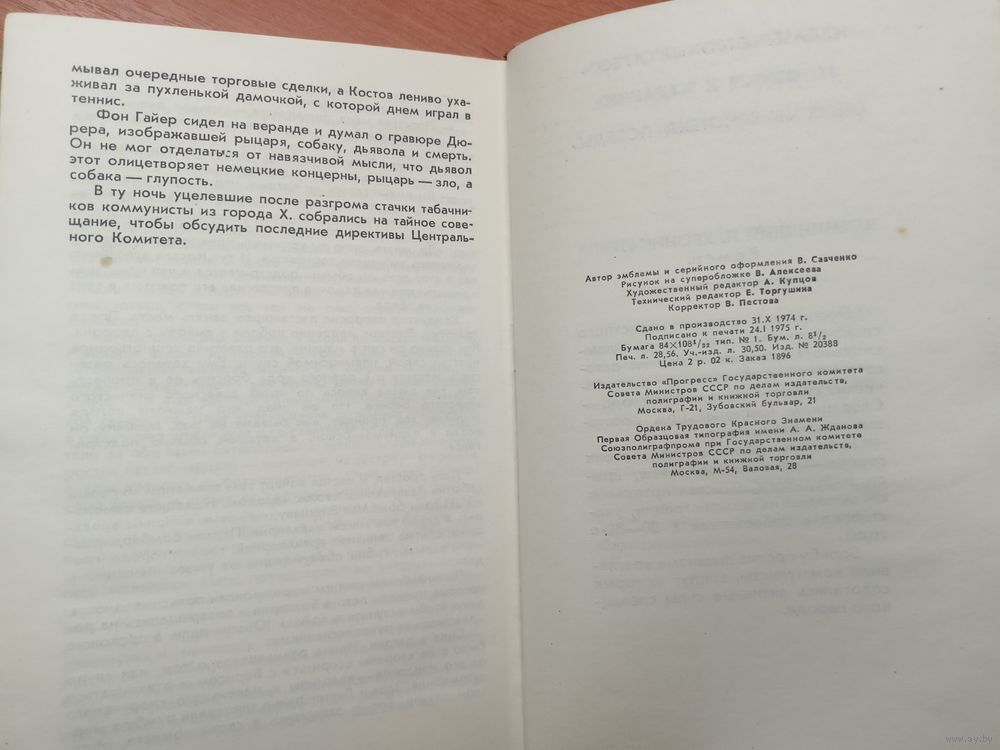 мывал очередные торговые сделки, а Костов лениво уха-
живал за пухленькой дамочкой, с которой днем играл в
теннис.
Фон Гайер сидел на веранде и думал о гравюре Дю-
рера, изображавшей рыцаря, собаку, дьявола и смерть.
Он не мог отделаться от навязчивой мысли, что дьявол
этот олицетворяет немецкие концерны, рыцарь — зло, а
собака — глупость.
В ту ночь уцелевшие после разгрома стачки табачни-
ков коммунисты из города X. собрались на тайное сове-
щание, чтобы обсудить последние директивы Централь-
ного Комитета.
Автор эмблемы и серийного оформления В. Савченко
Рисунок на суперобложке В. Алексеева
Художественный редактор А. Купцов
Технический редактор Е. Торгушина
Корректор В. Пестова
Сдано в производство 31.X 1974 г.
Подписано к печати 24.I 1975 г.
Бумага 84×108¹/₃₂ тип. № 1. Бум. л. 8¹/₂
Печ. л. 28,56. Уч.-изд. л. 30,50. Изд. № 20388
Цена 2 р. 02 к. Заказ 1896
Издательство «Прогресс» Государственного комитета
Совета Министров СССР по делам издательств,
полиграфии и книжной торговли
Москва, Г-21, Зубовский бульвар, 21
Ордена Трудового Красного Знамени
Первая Образцовая типография имени А. А. Жданова
Союзполиграфпрома при Государственном комитете
Совета Министров СССР по делам издательств,
полиграфии и книжной торговли
Москва, М-54, Валовая, 28
www.ay.by